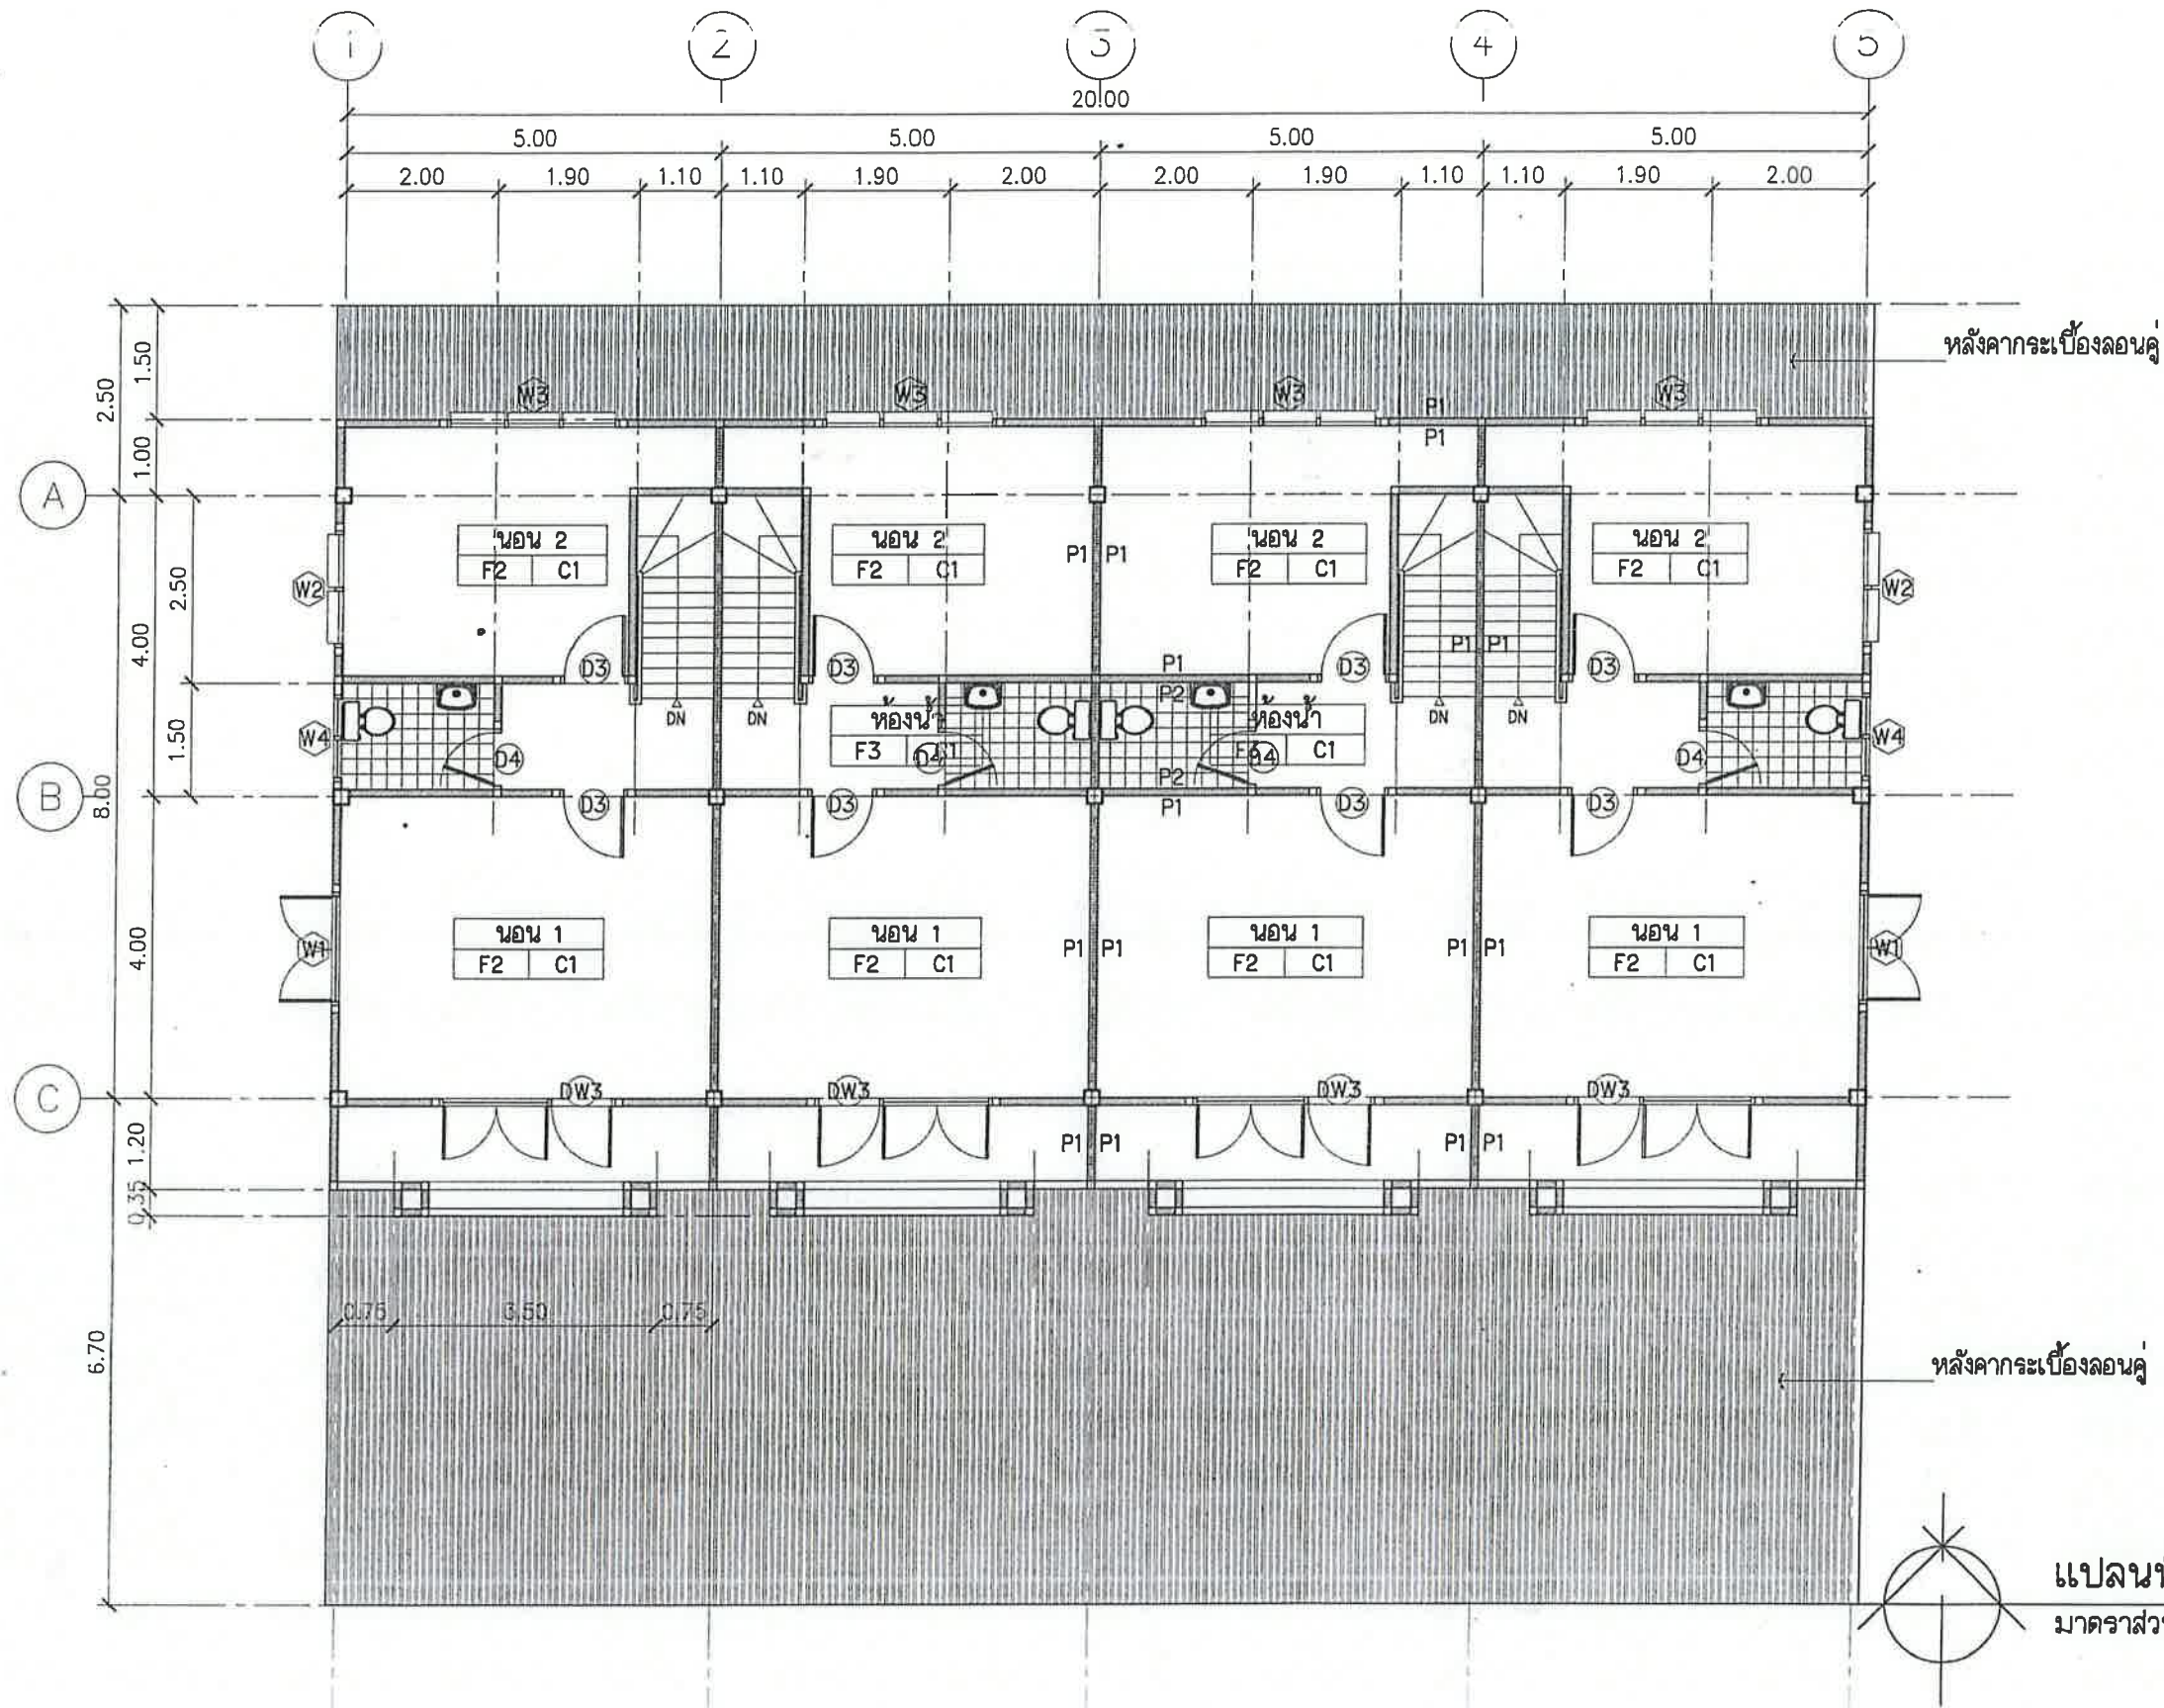 1 2 3 4 5
20.00
5.00 5.00 5.00 5.00
2.00 1.90 1.10 1.10 1.90 2.00 2.00 1.90 1.10 1.10 1.90 2.00
หลังคากระเบื้องลอนคู่
2.50 1.50
W3 W3 W3 W3
P1
P1
1.00
A
นอน 2 นอน 2 นอน 2 นอน 2
F2 C1 F2 C1 F2 C1 F2 C1
P1 P1
W2 W2
2.50
4.00
P1 P1
D3 D3 P1 D3 D3
P2
DN DN DN DN
ห้องน้ำ ห้องน้ำ
F3 C1 F3 C1
W4 W4
1.50
D4 D4 D4 D4
P2
B
8.00
D3 D3 P1 D3 D3
นอน 1 นอน 1 นอน 1 นอน 1
F2 C1 F2 C1 F2 C1 F2 C1
W1 P1 P1 P1 P1 W1
4.00
C
DW3 DW3 DW3 DW3
1.20
P1 P1 P1 P1
0.35
0.75 3.50 0.75
6.70
หลังคากระเบื้องลอนคู่